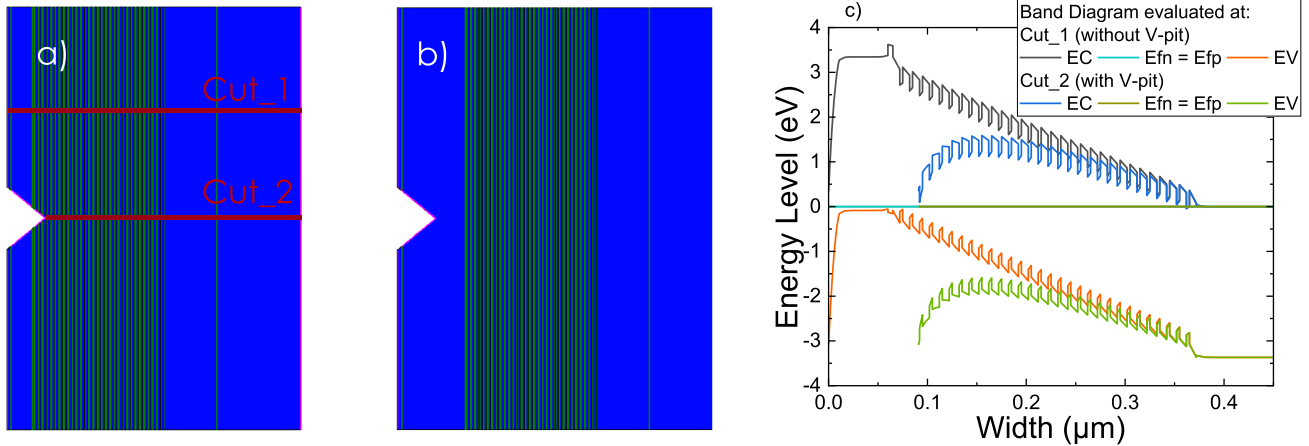 a)
Cut_1
Cut_2
b)
c)
Band Diagram evaluated at:
Cut_1 (without V-pit)
EC Efn = Efp EV
Cut_2 (with V-pit)
EC Efn = Efp EV
Energy Level (eV)
4
3
2
1
0
-1
-2
-3
-4
0.0 0.1 0.2 0.3 0.4
Width (µm)